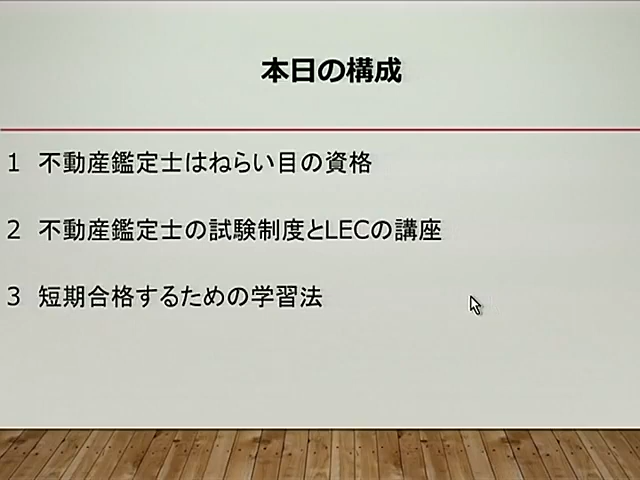 本日の構成
1 不動産鑑定士はねらい目の資格
2 不動産鑑定士の試験制度とLECの講座
3 短期合格するための学習法